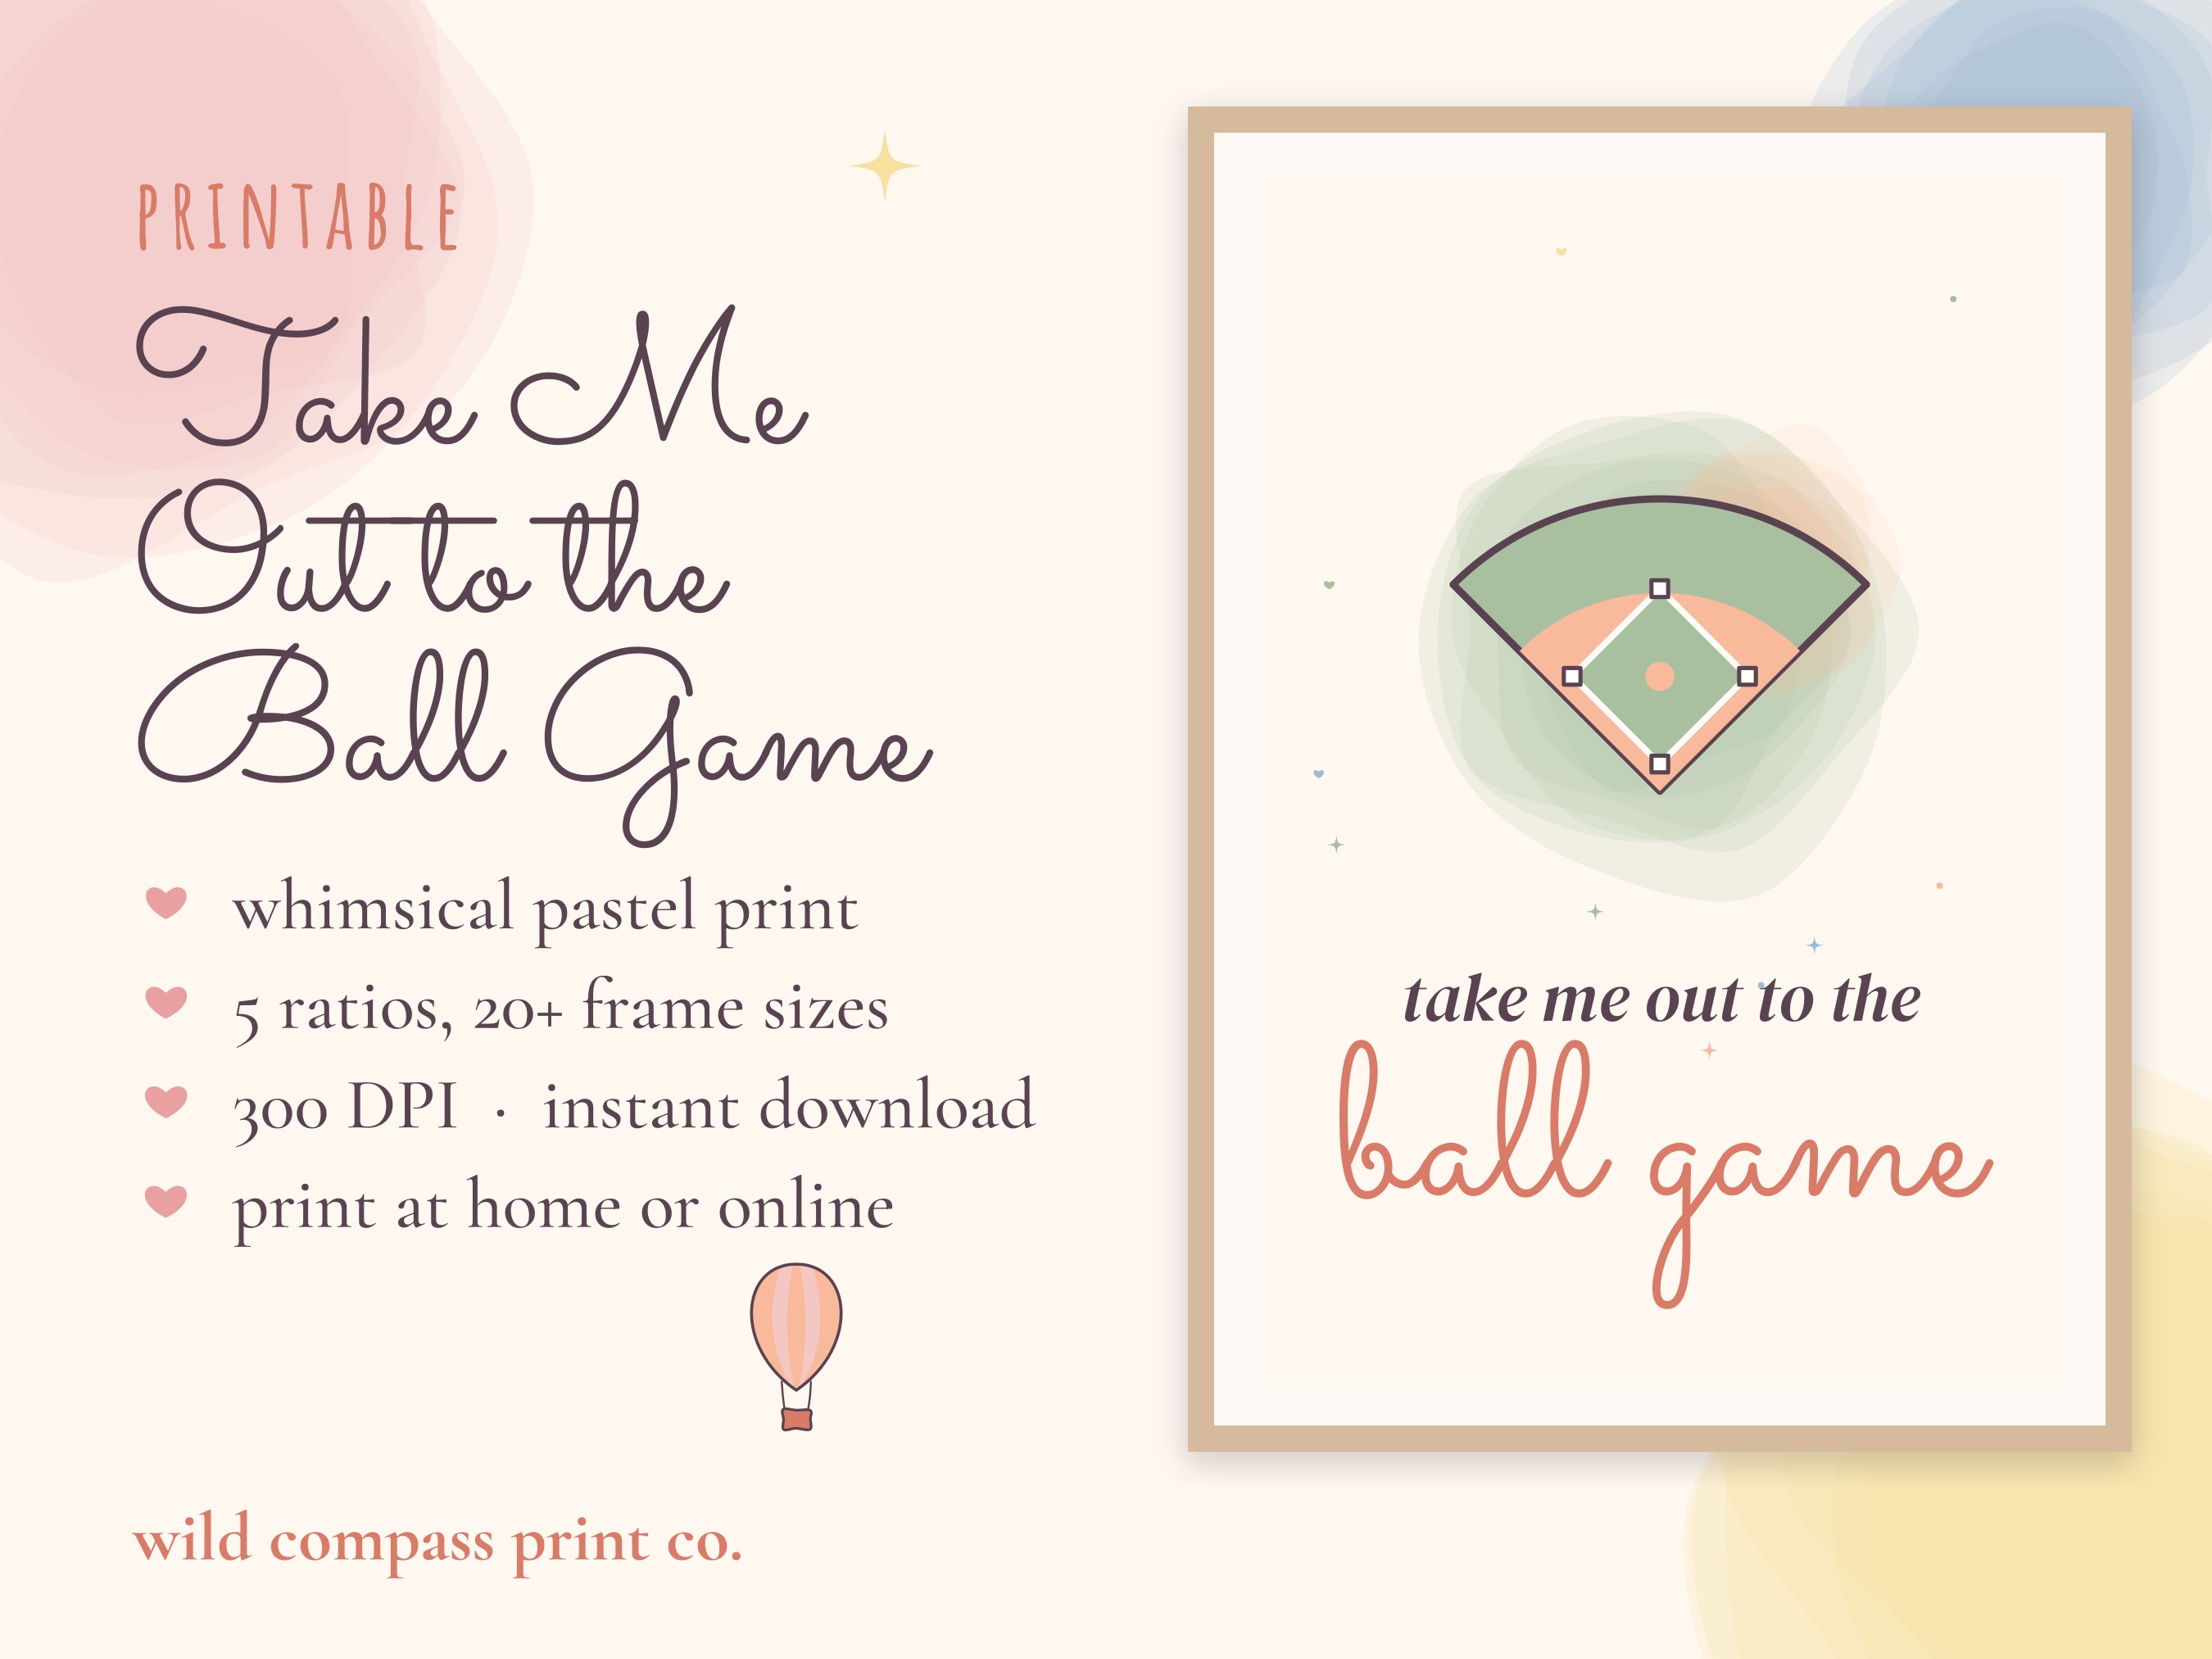 PRINTABLE
Take Me
Out to the
Ball Game
whimsical pastel print
5 ratios, 20+ frame sizes
300 DPI · instant download
print at home or online
wild compass print co.
take me out to the
ball game